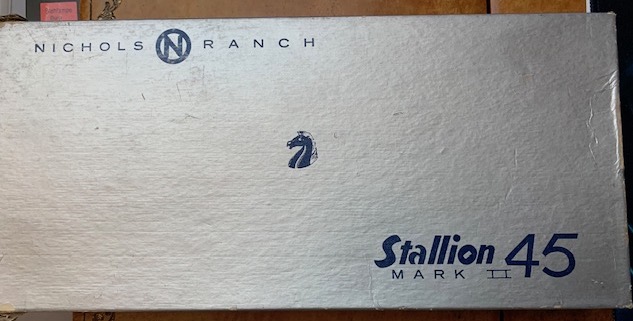 NICHOLS N RANCH
Stallion 45
MARK II